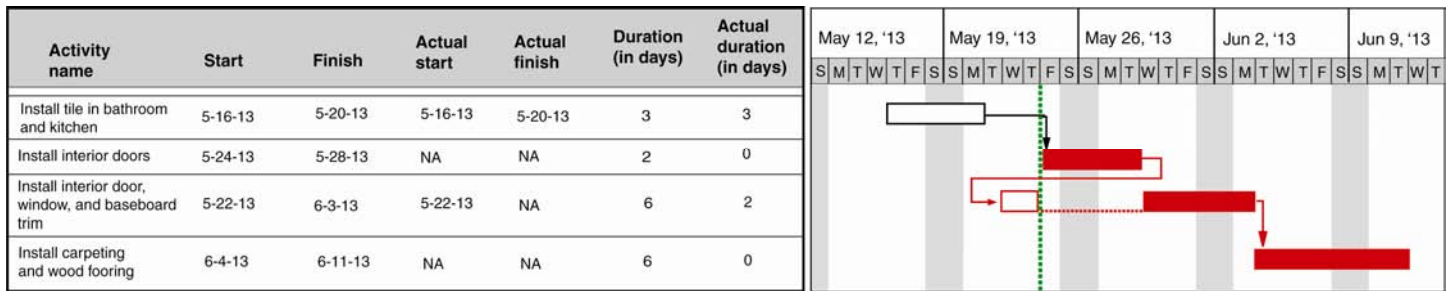 Activity name Start Finish Actual start Actual finish Duration (in days) Actual duration (in days)
May 12, '13 May 19, '13 May 26, '13 Jun 2, '13 Jun 9, '13
S M T W T F S S M T W T F S S M T W T F S S M T W T F S S M T W T
Install tile in bathroom
and kitchen 5-16-13 5-20-13 5-16-13 5-20-13 3 3
Install interior doors 5-24-13 5-28-13 NA NA 2 0
Install interior door,
window, and baseboard 5-22-13 6-3-13 5-22-13 NA 6 2
trim
Install carpeting
and wood fooring 6-4-13 6-11-13 NA NA 6 0